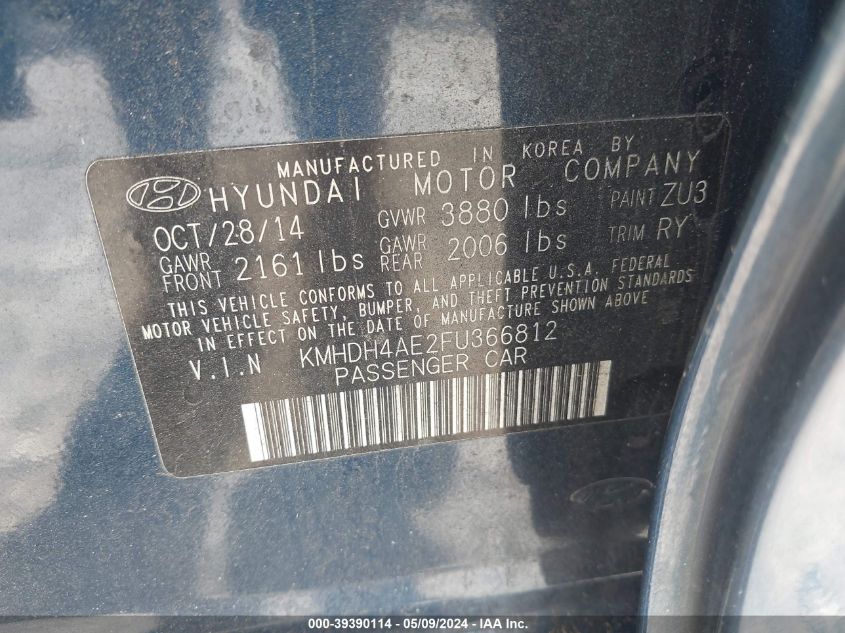 MANUFACTURED IN KOREA BY
HYUNDAI MOTOR COMPANY
OCT/28/14 GVWR 3880 lbs PAINT ZU3
GAWR FRONT 2161 lbs GAWR REAR 2006 lbs TRIM RY
THIS VEHICLE CONFORMS TO ALL APPLICABLE U.S.A. FEDERAL
MOTOR VEHICLE SAFETY, BUMPER, AND THEFT PREVENTION STANDARDS
IN EFFECT ON THE DATE OF MANUFACTURE SHOWN ABOVE
V.I.N KMHDH4AE2FU366812
PASSENGER CAR
000-39390114 - 05/09/2024 - IAA Inc.